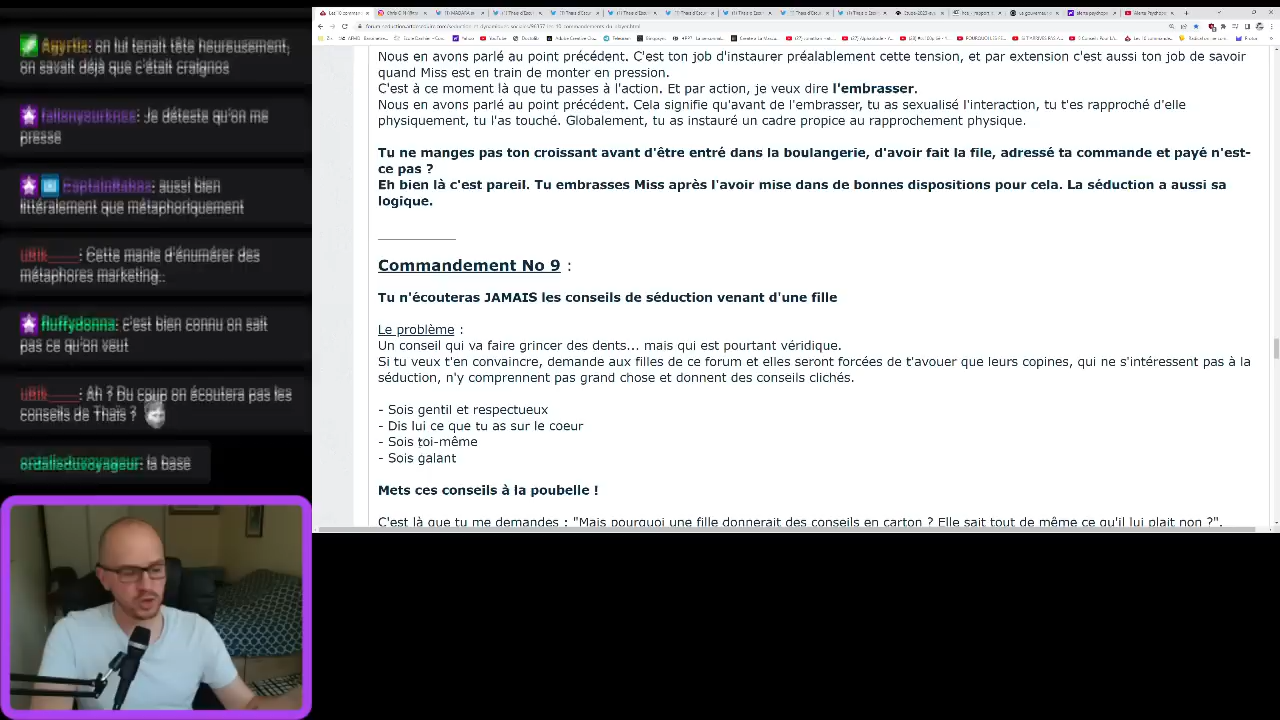 : il l'ont tété heureusement,
on savait déjà que c'était du signe
fallenyourknee: Je déteste qu'on me
presse
Captainbabaa: aussi bien
littéralement que métaphoriquement
: Cette manie d'énumérer des
métaphores marketing..
fluffydonna: c'est bien connu on sait
pas ce qu'on veut
: Ah ? Du coup on écoutera pas les
conseils de Thaïs ?
ordalieduvoyageur: la base
Nous en avons parlé au point précédent. C'est ton job d'instaurer préalablement cette tension, et par extension c'est aussi ton job de savoir
quand Miss est en train de monter en pression.
C'est à ce moment là que tu passes à l'action. Et par action, je veux dire l'embrasser.
Nous en avons parlé au point précédent. Cela signifie qu'avant de l'embrasser, tu as sexualisé l'interaction, tu t'es rapproché d'elle
physiquement, tu l'as touché. Globalement, tu as instauré un cadre propice au rapprochement physique.
Tu ne manges pas ton croissant avant d'être entré dans la boulangerie, d'avoir fait la file, adressé ta commande et payé n'est-
ce pas ?
Eh bien là c'est pareil. Tu embrasses Miss après l'avoir mise dans de bonnes dispositions pour cela. La séduction a aussi sa
logique.
Commandement No 9 :
Tu n'écouteras JAMAIS les conseils de séduction venant d'une fille
Le problème :
Un conseil qui va faire grincer des dents... mais qui est pourtant véridique.
Si tu veux t'en convaincre, demande aux filles de ce forum et elles seront forcées de t'avouer que leurs copines, qui ne s'intéressent pas à la
séduction, n'y comprennent pas grand chose et donnent des conseils clichés.
- Sois gentil et respectueux
- Dis lui ce que tu as sur le coeur
- Sois toi-même
- Sois galant
Mets ces conseils à la poubelle !
C'est là que tu me demandes : "Mais pourquoi une fille donnerait des conseils en carton ? Elle sait tout de même ce qu'il lui plait non ?".